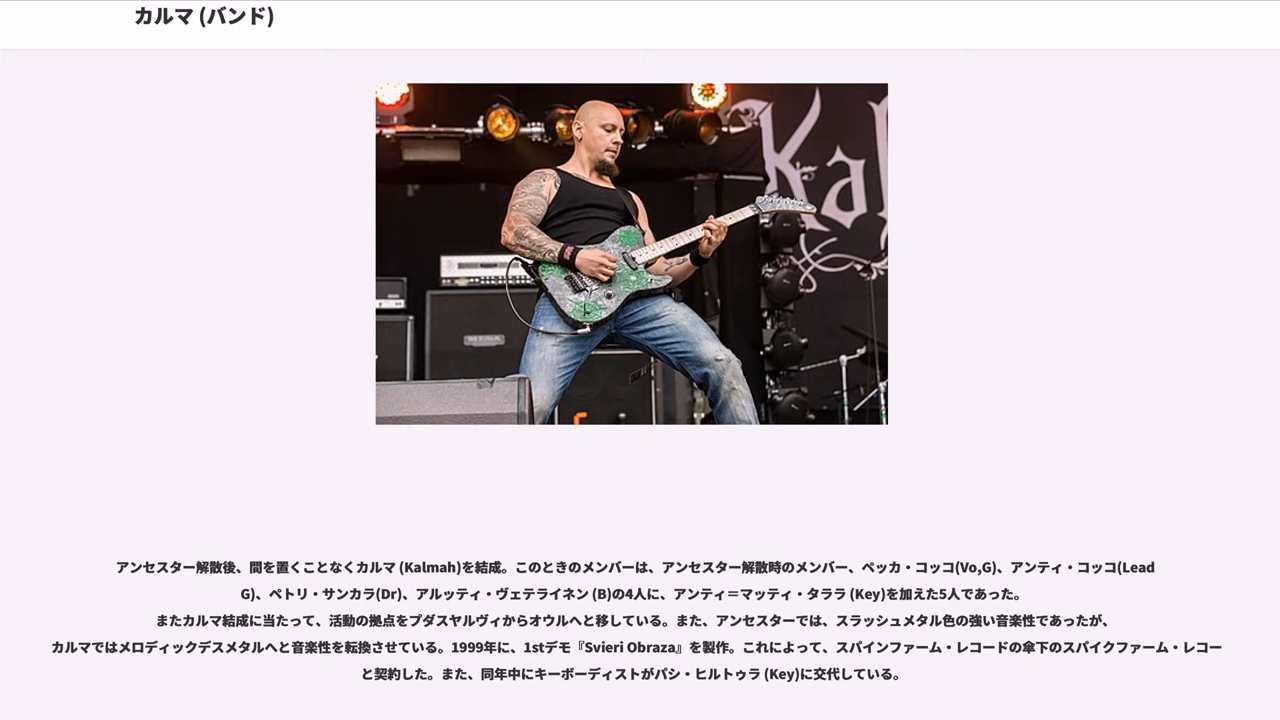 カルマ (バンド)
Kal
MESA
アンセスター解散後、間を置くことなくカルマ (Kalmah)を結成。このときのメンバーは、アンセスター解散時のメンバー、ペッカ・コッコ(Vo,G)、アンティ・コッコ(Lead
G)、ペトリ・サンカラ(Dr)、アルッティ・ヴェテライネン (B)の4人に、アンティ＝マッティ・タララ (Key)を加えた5人であった。
またカルマ結成に当たって、活動の拠点をプダスヤルヴィからオウルへと移している。また、アンセスターでは、スラッシュメタル色の強い音楽性であったが、
カルマではメロディックデスメタルへと音楽性を転換させている。1999年に、1stデモ『Svieri Obraza』を製作。これによって、スパインファーム・レコードの傘下のスパイクファーム・レコー
と契約した。また、同年中にキーボーディストがパシ・ヒルトゥラ (Key)に交代している。